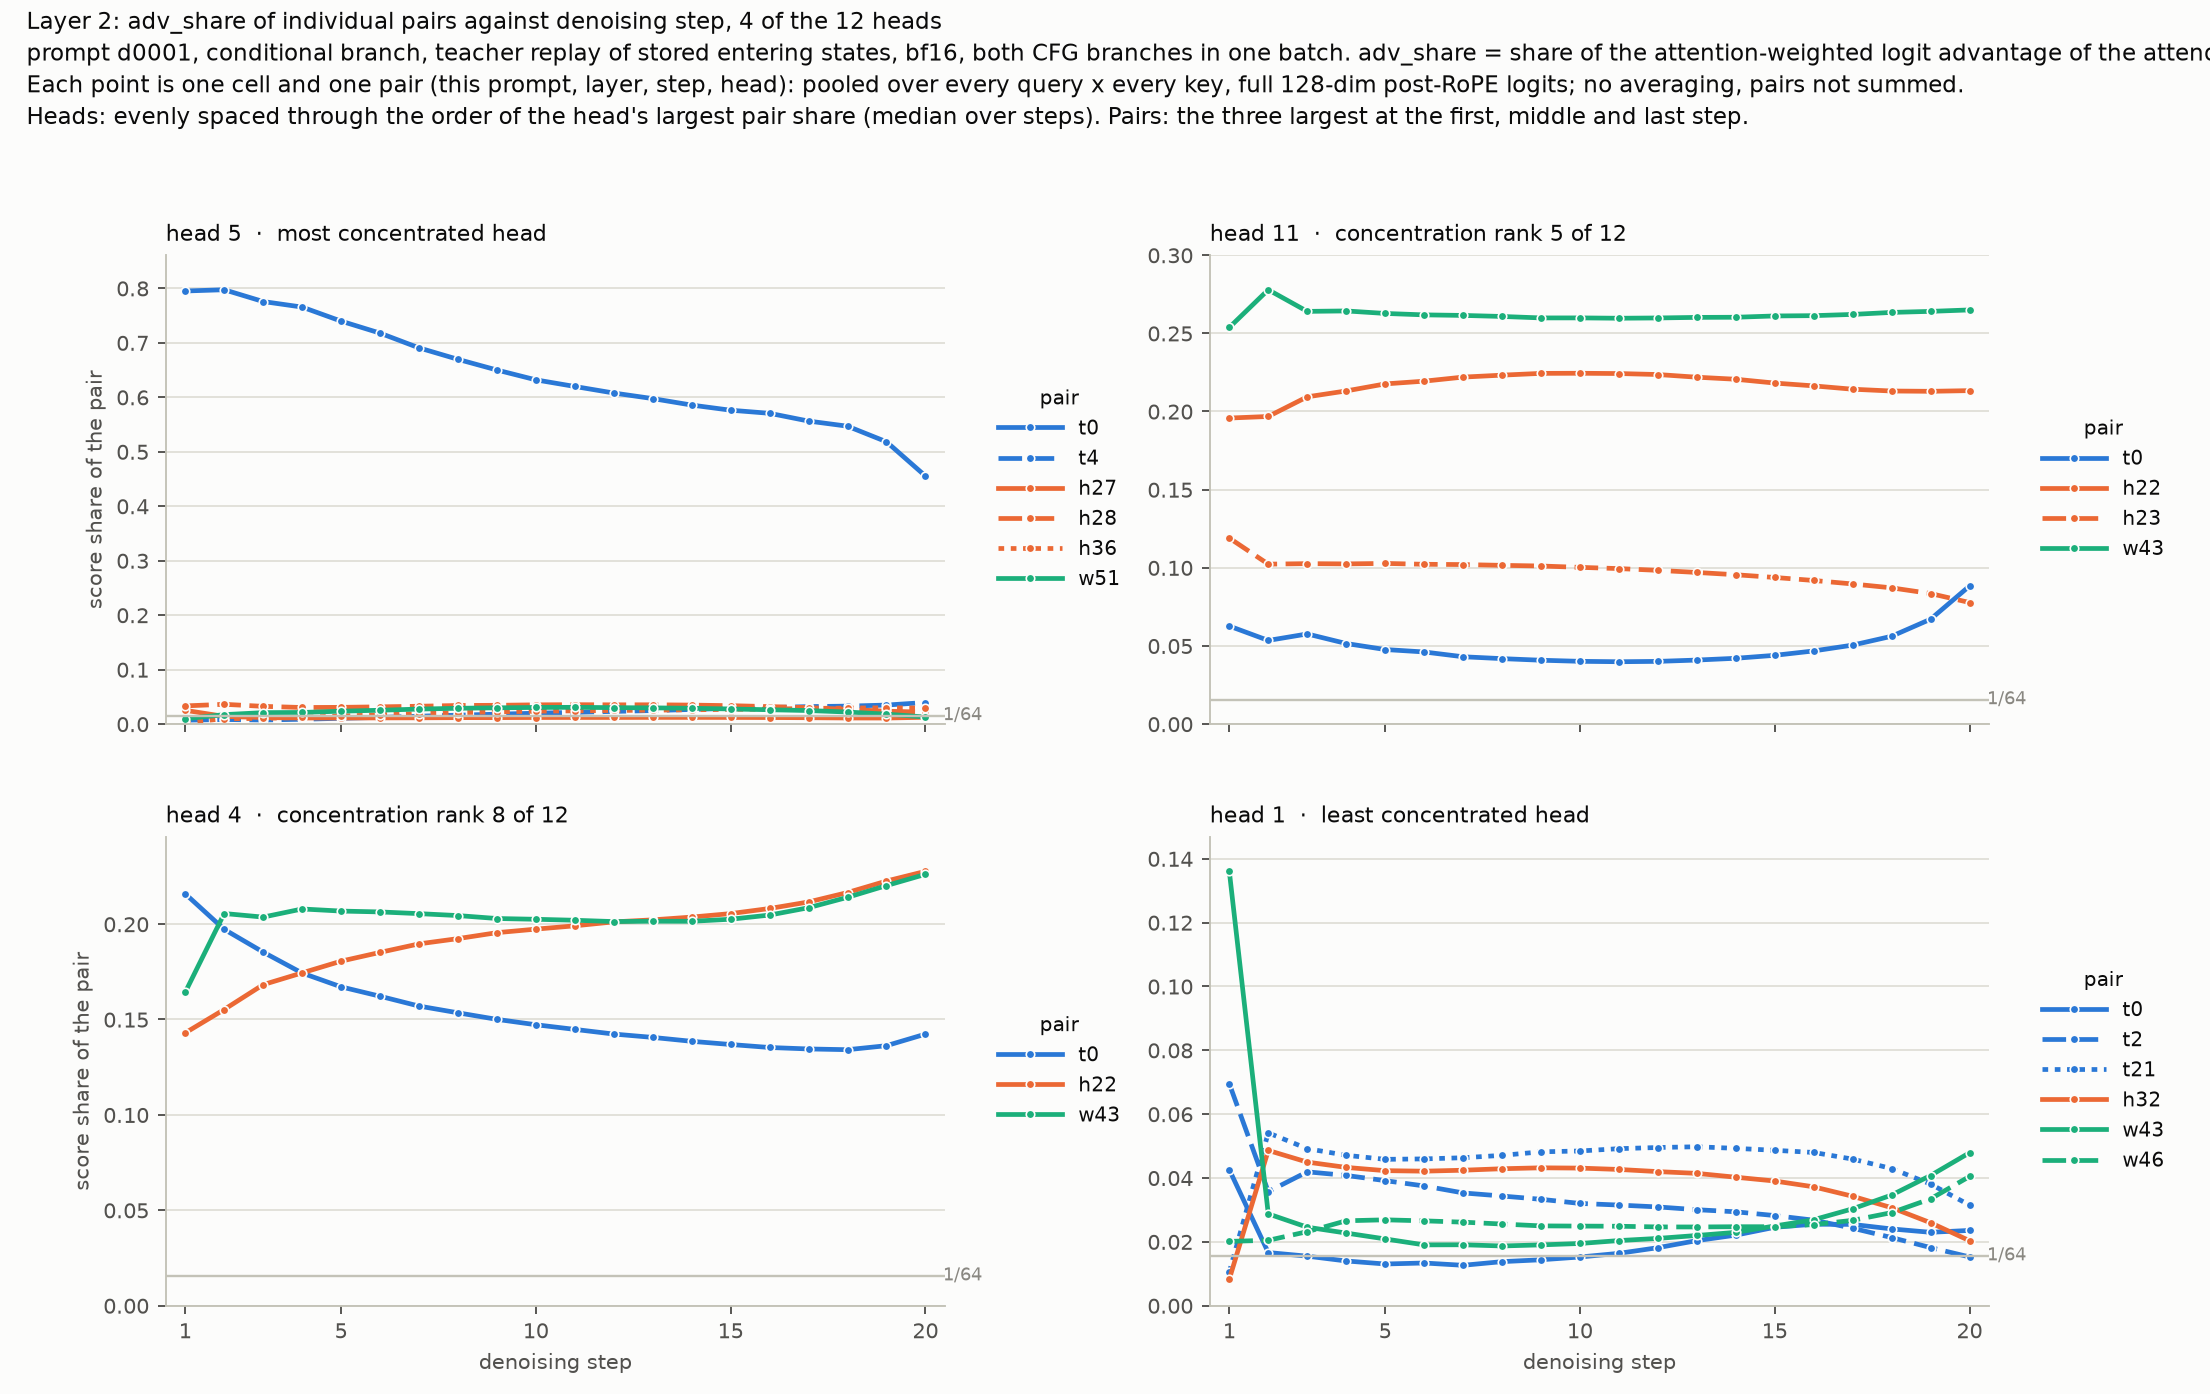 Layer 2: adv_share of individual pairs against denoising step, 4 of the 12 heads
prompt d0001, conditional branch, teacher replay of stored entering states, bf16, both CFG branches in one batch. adv_share = share of the attention-weighted logit advantage of the
Each point is one cell and one pair (this prompt, layer, step, head): pooled over every query x every key, full 128-dim post-RoPE logits; no averaging, pairs not summed.
Heads: evenly spaced through the order of the head's largest pair share (median over steps). Pairs: the three largest at the first, middle and last step.
head 5 · most concentrated head
score share of the pair
0.8
0.7
0.6
0.5
0.4
0.3
0.2
0.1
0.0
1/64
pair
t0
t4
h27
h28
h36
w51
head 11 · concentration rank 5 of 12
0.30
0.25
0.20
0.15
0.10
0.05
0.00
1/64
pair
t0
h22
h23
w43
head 4 · concentration rank 8 of 12
score share of the pair
0.20
0.15
0.10
0.05
0.00
1/64
1 5 10 15 20
denoising step
pair
t0
h22
w43
head 1 · least concentrated head
0.14
0.12
0.10
0.08
0.06
0.04
0.02
0.00
1/64
1 5 10 15 20
denoising step
pair
t0
t2
t21
h32
w43
w46